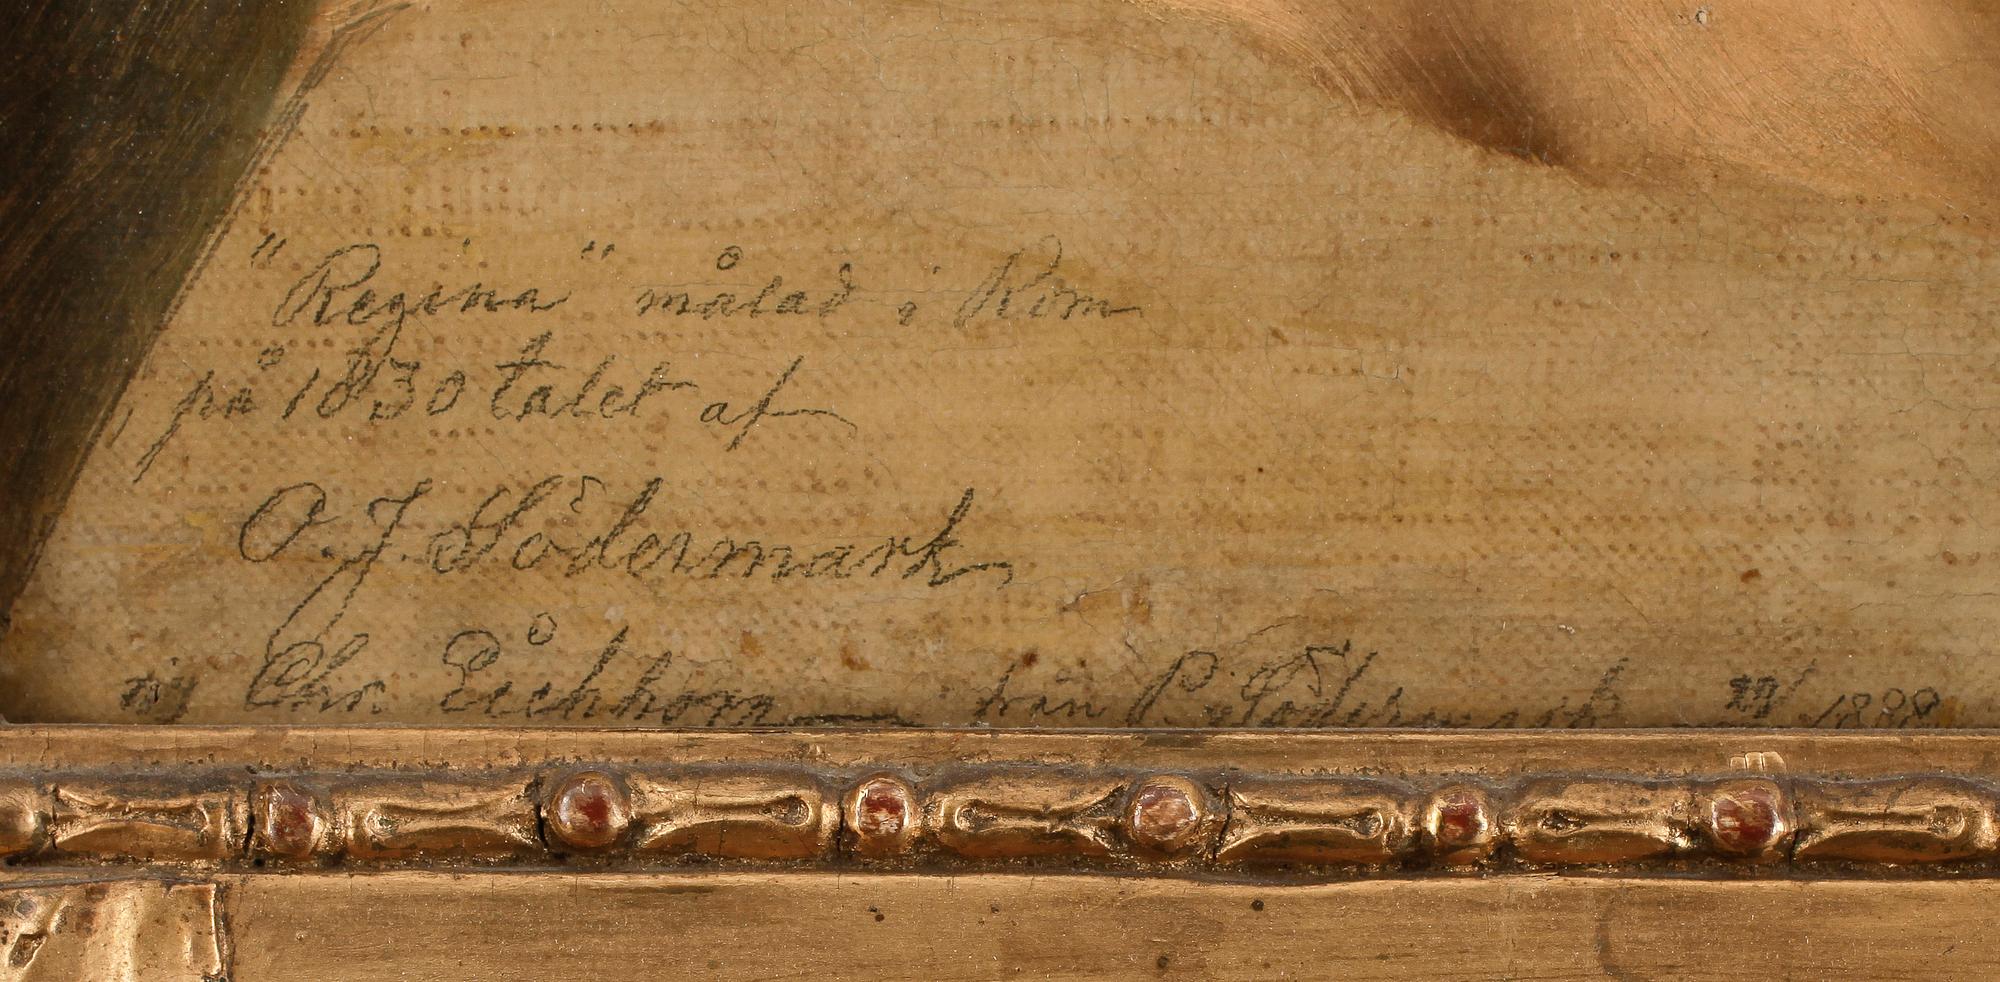 "Regina" målad i Rom
på 1830 talet af
O. J. Södermark
Chr Eichhorn från P. Södermark 1888